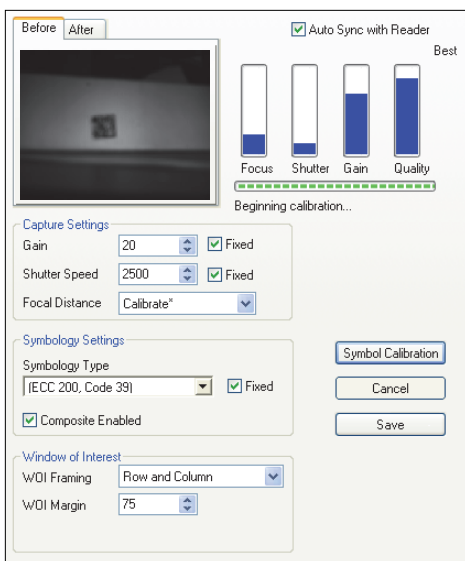 Before After
Auto Sync with Reader
Best
Focus Shutter Gain Quality
Beginning calibration...
Capture Settings
Gain 20 Fixed
Shutter Speed 2500 Fixed
Focal Distance Calibrate*
Symbology Settings
Symbology Type
(ECC 200, Code 39) Fixed
Composite Enabled
Symbol Calibration
Cancel
Save
Window of Interest
WOI Framing Row and Column
WOI Margin 75